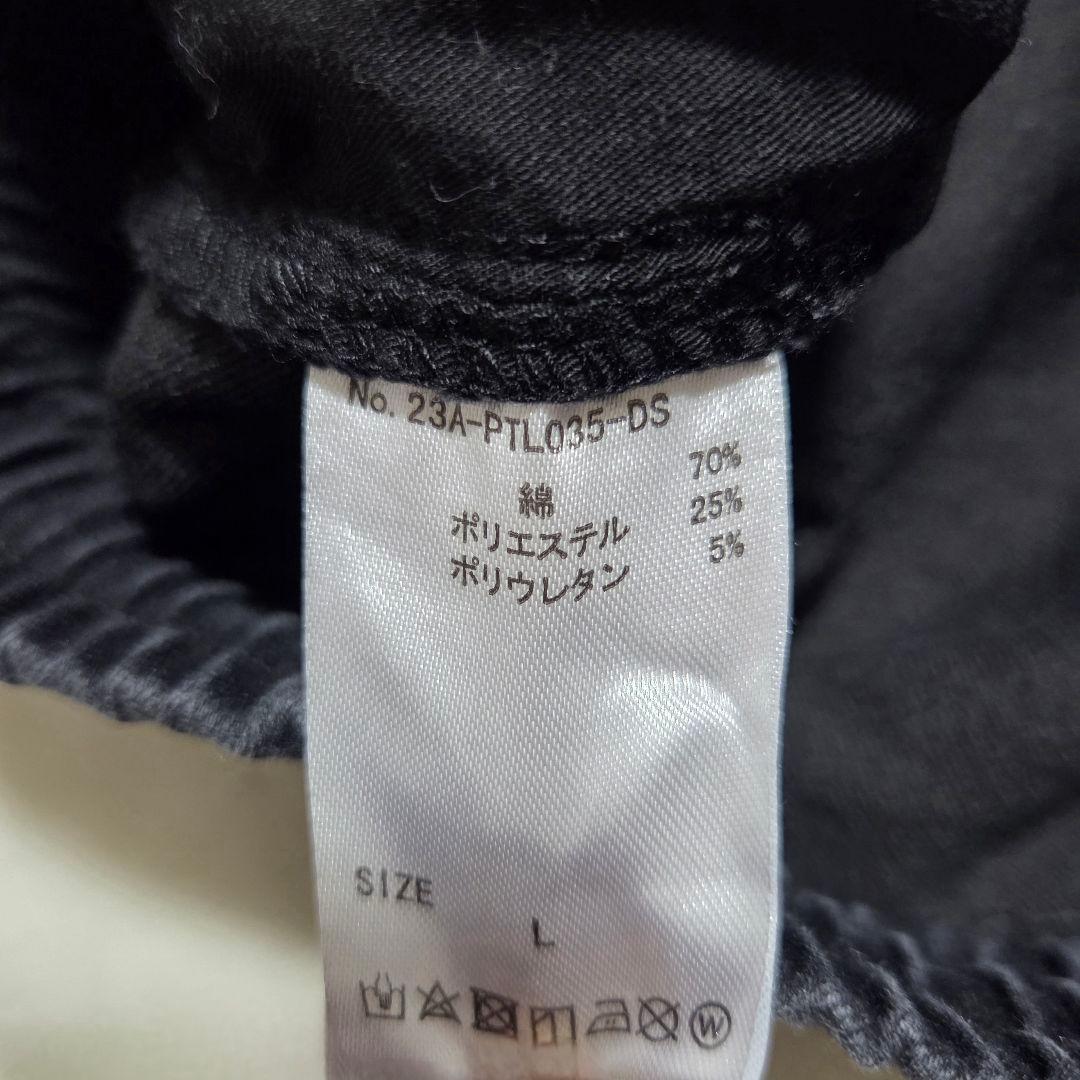 No. 23A-PTL035-DS
綿 70%
ポリエステル 25%
ポリウレタン 5%
SIZE
L
W